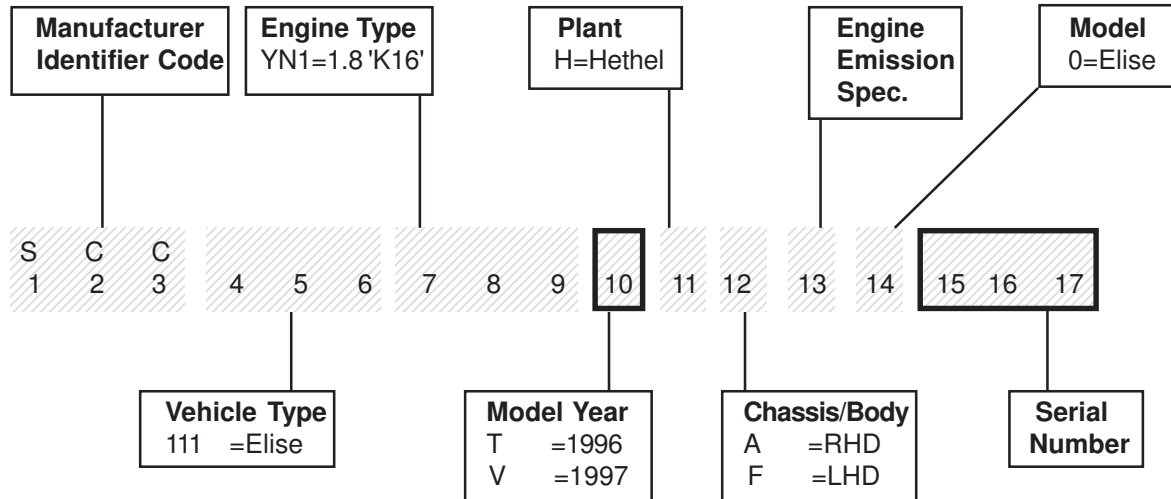 Manufacturer
Identifier Code
Engine Type
YN1=1.8 'K16'
Plant
H=Hethel
Engine
Emission
Spec.
Model
0=Elise
S C C
1 2 3 4 5 6 7 8 9 10 11 12 13 14 15 16 17
Vehicle Type
111 =Elise
Model Year
T =1996
V =1997
Chassis/Body
A =RHD
F =LHD
Serial
Number